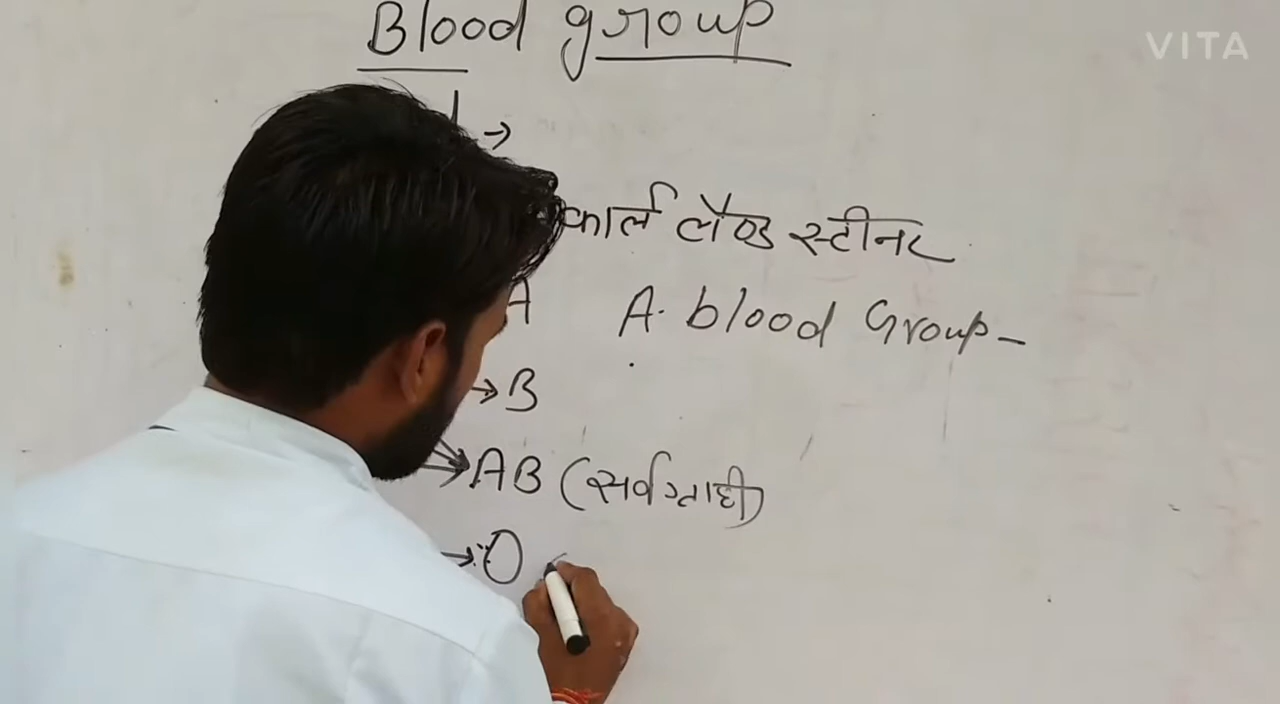 Blood group
VITA
→
कार्ल लैण्ड स्टीनर
A
A. blood Group -
→ B
→ AB (सर्वग्राही)
→ O